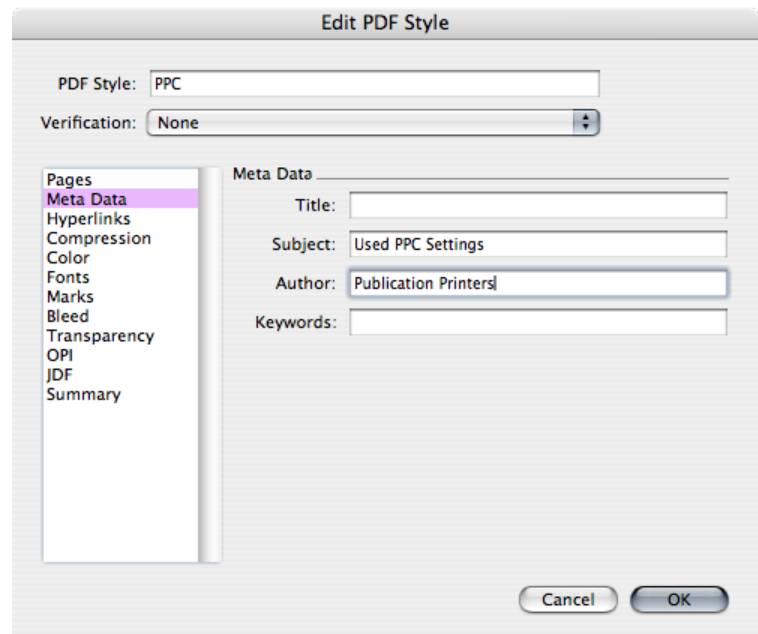 Edit PDF Style
PDF Style: PPC
Verification: None
Pages
Meta Data
Hyperlinks
Compression
Color
Fonts
Marks
Bleed
Transparency
OPI
JDF
Summary
Meta Data
Title:
Subject: Used PPC Settings
Author: Publication Printers
Keywords:
Cancel OK